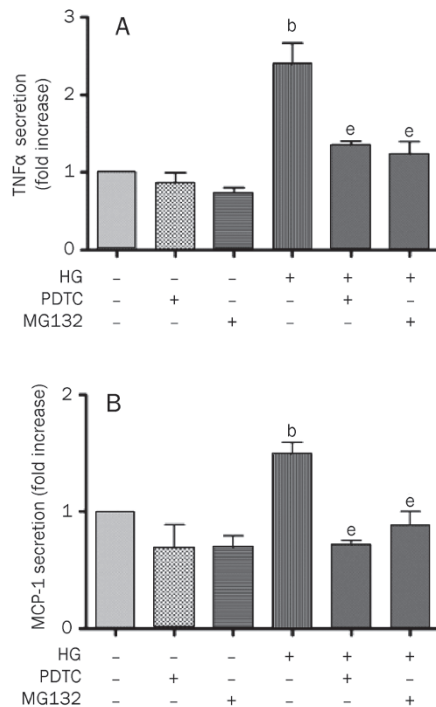 A
TNFα secretion
(fold increase)
3
2
1
0
b
e
e
HG – – – + + +
PDTC – + – – + –
MG132 – – + – – +
B
MCP-1 secretion (fold increase)
2
1
0
b
e
e
HG – – – + + +
PDTC – + – – + –
MG132 – – + – – +